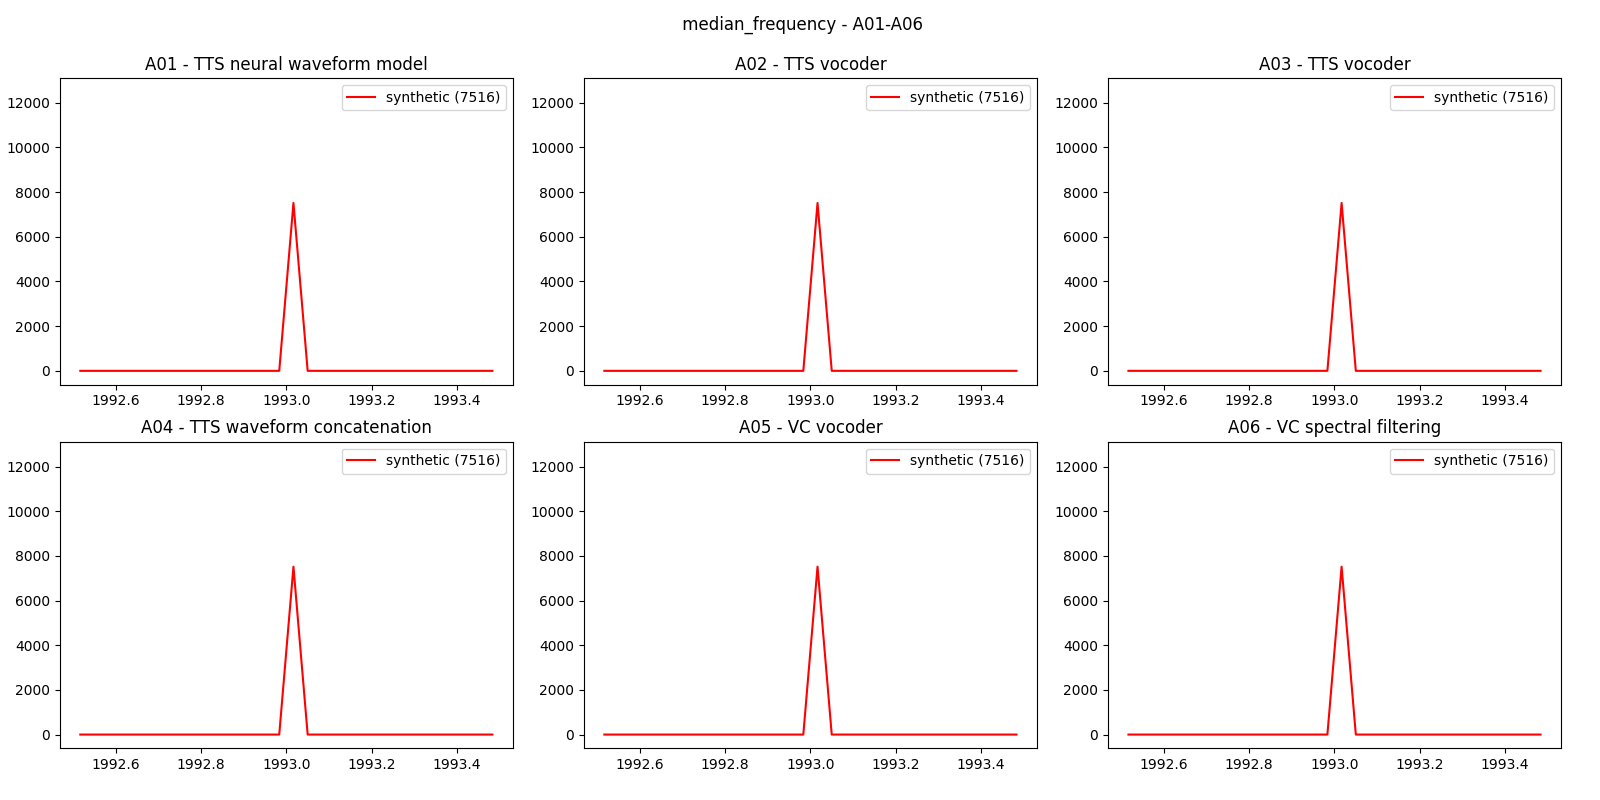 median_frequency - A01-A06
A01 - TTS neural waveform model
A02 - TTS vocoder
A03 - TTS vocoder
synthetic (7516)
synthetic (7516)
synthetic (7516)
12000
10000
8000
6000
4000
2000
0
12000
10000
8000
6000
4000
2000
0
12000
10000
8000
6000
4000
2000
0
1992.6 1992.8 1993.0 1993.2 1993.4
1992.6 1992.8 1993.0 1993.2 1993.4
1992.6 1992.8 1993.0 1993.2 1993.4
A04 - TTS waveform concatenation
A05 - VC vocoder
A06 - VC spectral filtering
synthetic (7516)
synthetic (7516)
synthetic (7516)
12000
10000
8000
6000
4000
2000
0
12000
10000
8000
6000
4000
2000
0
12000
10000
8000
6000
4000
2000
0
1992.6 1992.8 1993.0 1993.2 1993.4
1992.6 1992.8 1993.0 1993.2 1993.4
1992.6 1992.8 1993.0 1993.2 1993.4